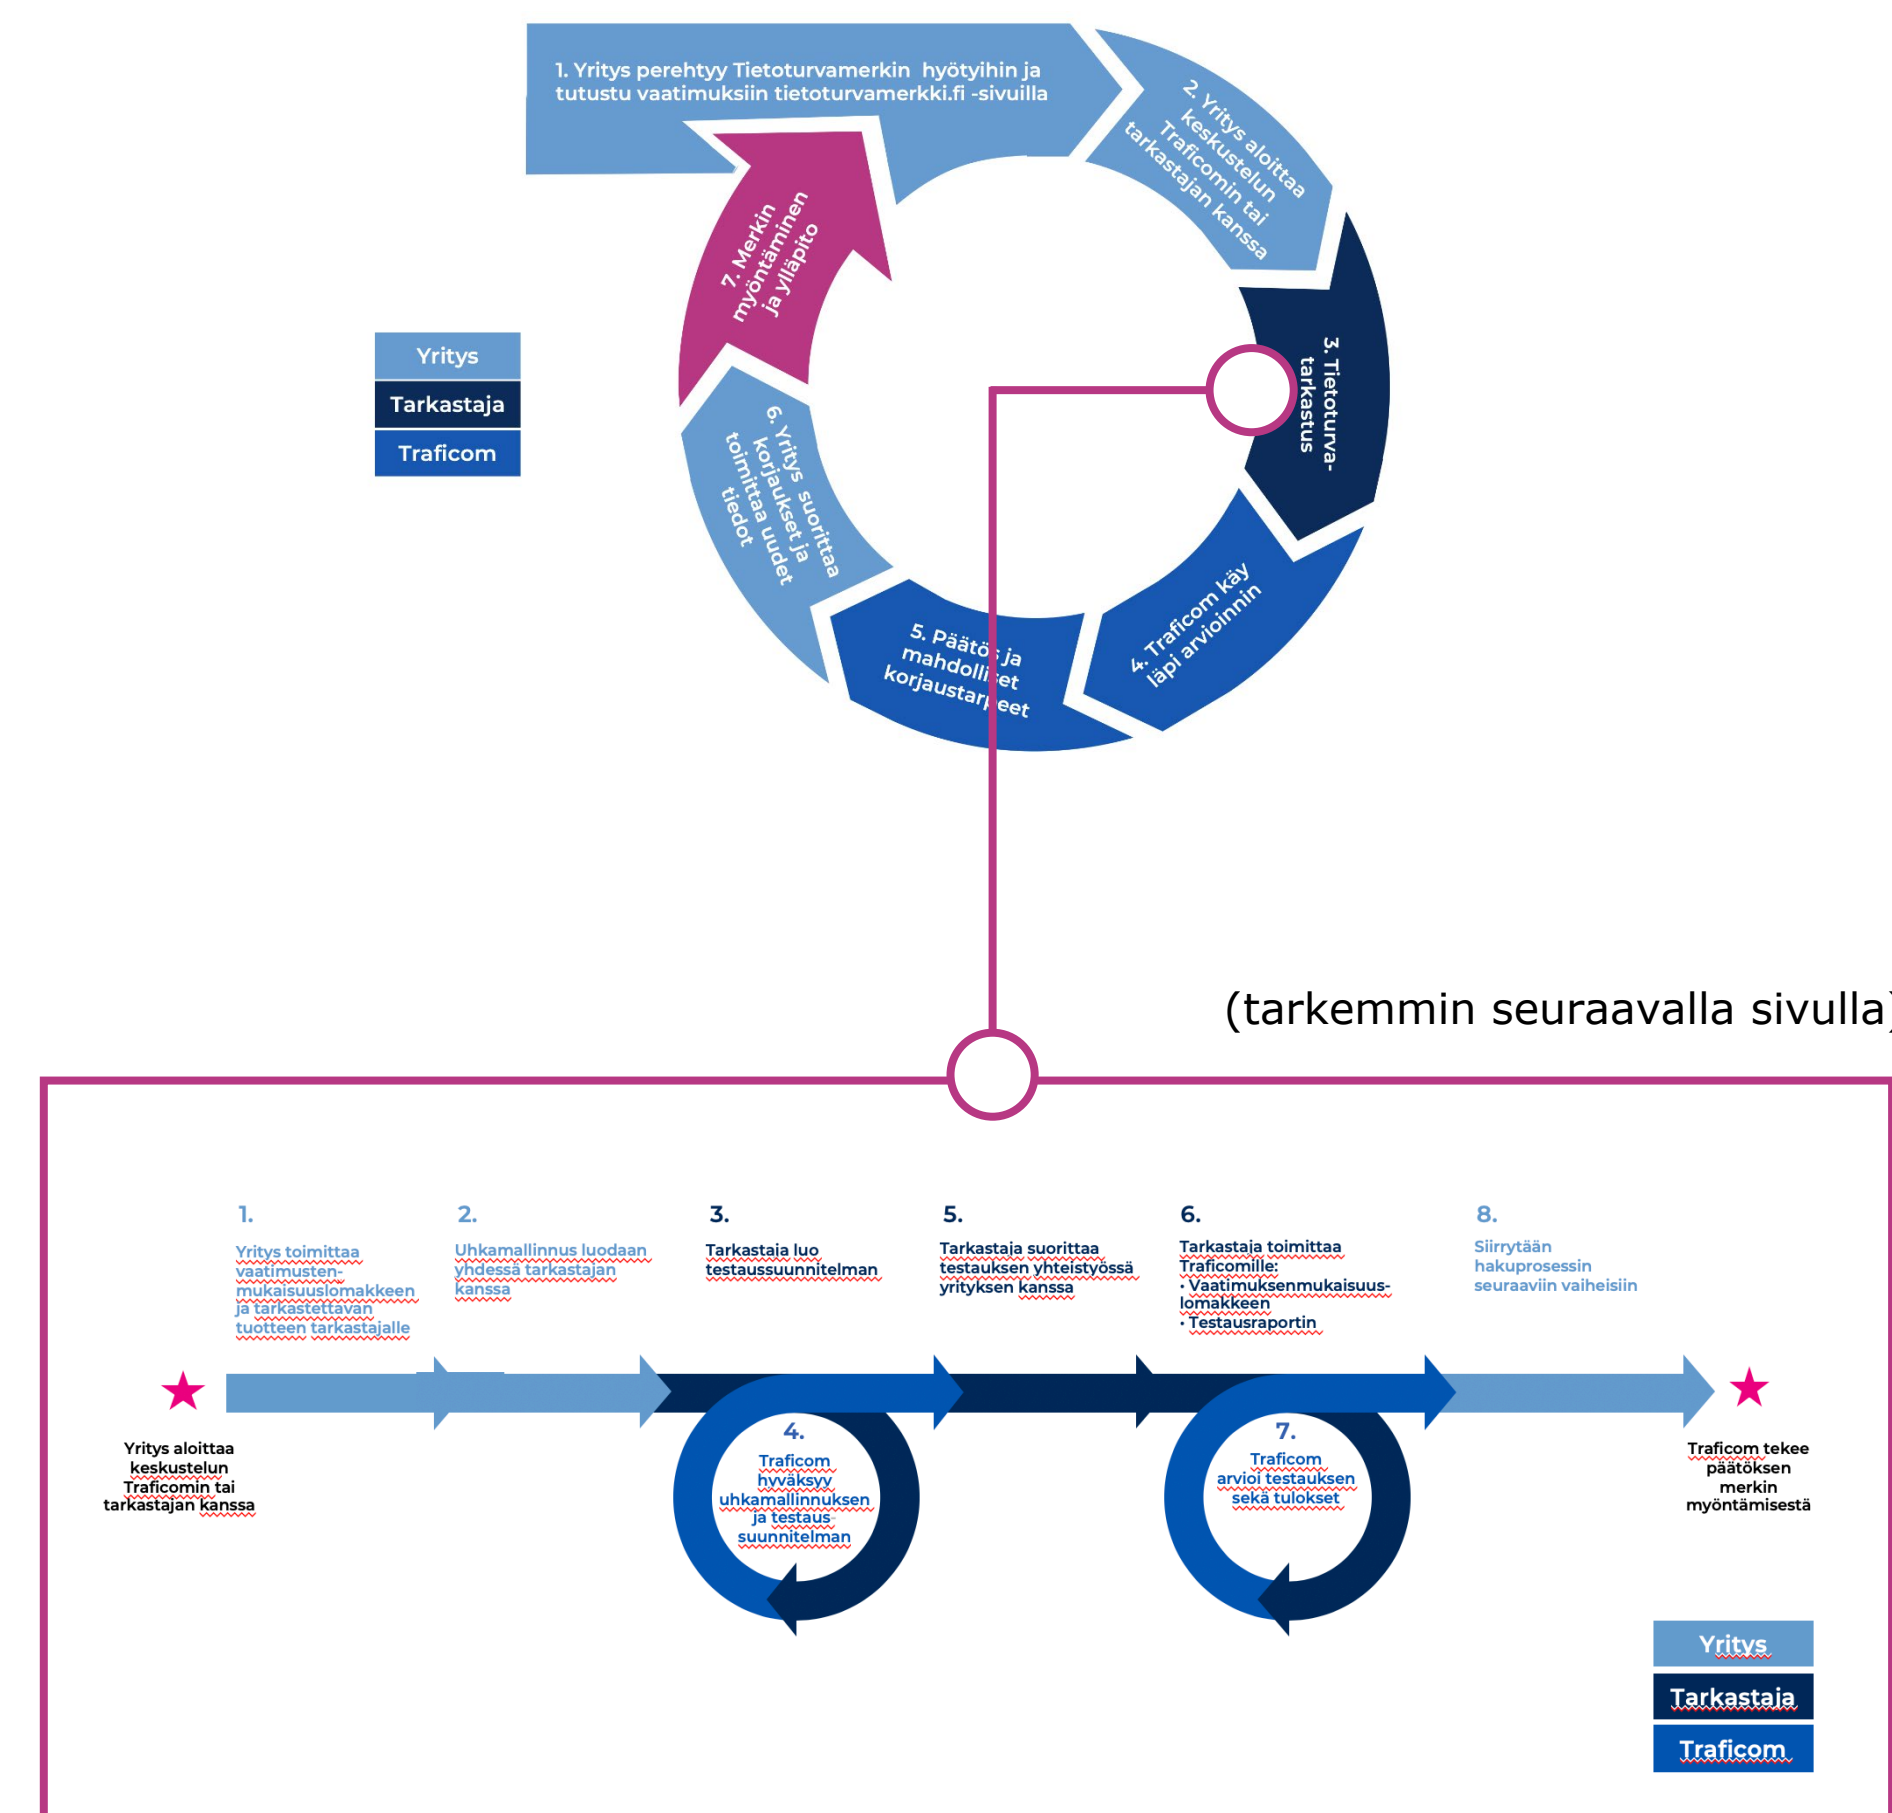 1. Yritys perehtyy Tietoturvamerkin hyötyihin ja
tutustu vaatimuksiin tietoturvamerkki.fi -sivuilla
2. Yritys aloittaa
keskustelun
Traficomin tai
tarkastajan kanssa
3. Tietoturva-
tarkastus
4. Traficom käy
läpi arvioinnin
5. Päätös ja
mahdolliset
korjaustarpeet
6. Yritys suorittaa
korjaukset ja
toimittaa uudet
tiedot
7. Merkin
myöntäminen
ja ylläpito
Yritys
Tarkastaja
Traficom
(tarkemmin seuraavalla sivulla)
1.
Yritys toimittaa
vaatimusten-
mukaisuuslomakkeen
ja tarkastettavan
tuotteen tarkastajalle
2.
Uhkamallinnus luodaan
yhdessä tarkastajan
kanssa
3.
Tarkastaja luo
testaussuunnitelman
5.
Tarkastaja suorittaa
testauksen yhteistyössä
yrityksen kanssa
6.
Tarkastaja toimittaa
Traficomille:
• Vaatimuksenmukaisuus-
lomakkeen
• Testausraportin
8.
Siirrytään
hakuprosessin
seuraaviin vaiheisiin
Yritys aloittaa
keskustelun
Traficomin tai
tarkastajan kanssa
4.
Traficom
hyväksyy
uhkamallinnuksen
ja testaus-
suunnitelman
7.
Traficom
arvioi testauksen
sekä tulokset
Traficom tekee
päätöksen
merkin
myöntämisestä
Yritys
Tarkastaja
Traficom